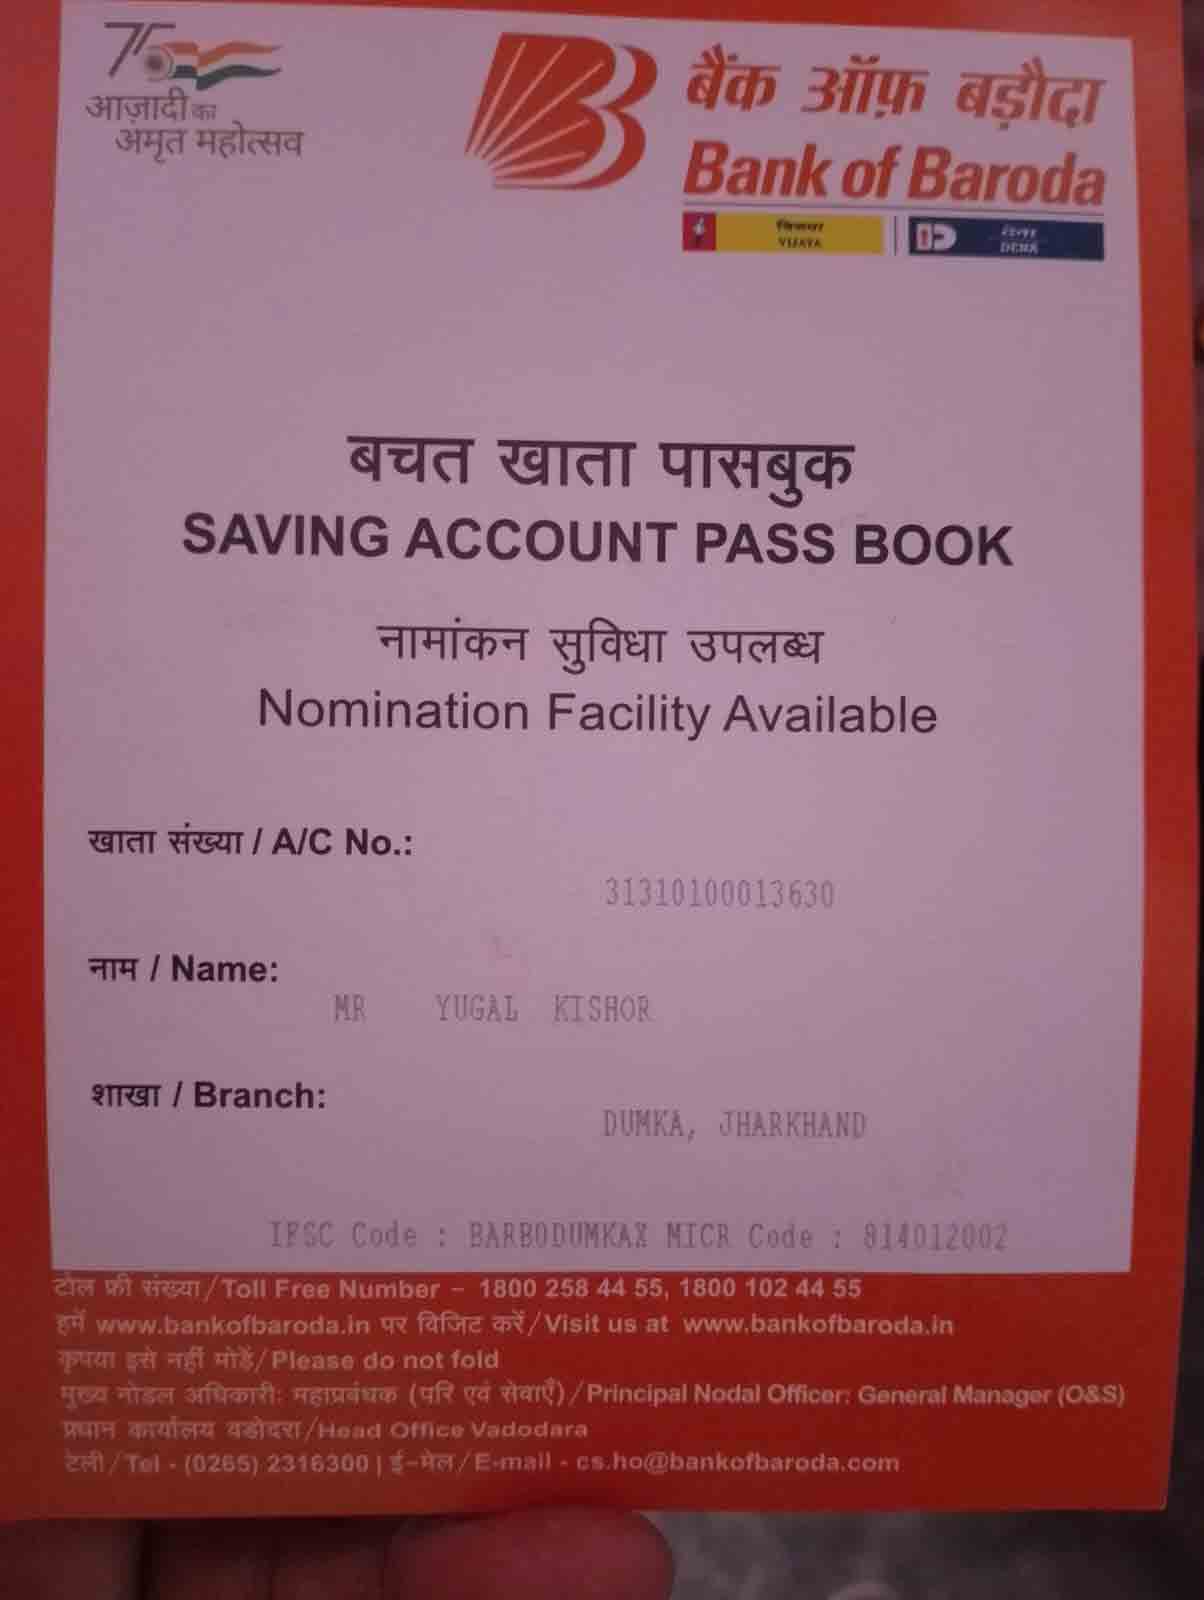 75
आज़ादी का
अमृत महोत्सव
बैंक ऑफ़ बड़ौदा
Bank of Baroda
विजया
VIJAYA
देना
DENA
बचत खाता पासबुक
SAVING ACCOUNT PASS BOOK
नामांकन सुविधा उपलब्ध
Nomination Facility Available
खाता संख्या / A/C No.:
31310100013630
नाम / Name:
MR YUGAL KISHOR
शाखा / Branch:
DUMKA, JHARKHAND
IFSC Code : BARB0DUMKAX MICR Code : 814012002
टोल फ्री संख्या/Toll Free Number – 1800 258 44 55, 1800 102 44 55
हमें www.bankofbaroda.in पर विजिट करें/Visit us at www.bankofbaroda.in
कृपया इसे नहीं मोड़ें/Please do not fold
मुख्य नोडल अधिकारी: महाप्रबंधक (परि एवं सेवाएँ)/Principal Nodal Officer: General Manager (O&S)
प्रधान कार्यालय वडोदरा/Head Office Vadodara
टेली/Tel - (0265) 2316300 | ई-मेल/E-mail - cs.ho@bankofbaroda.com